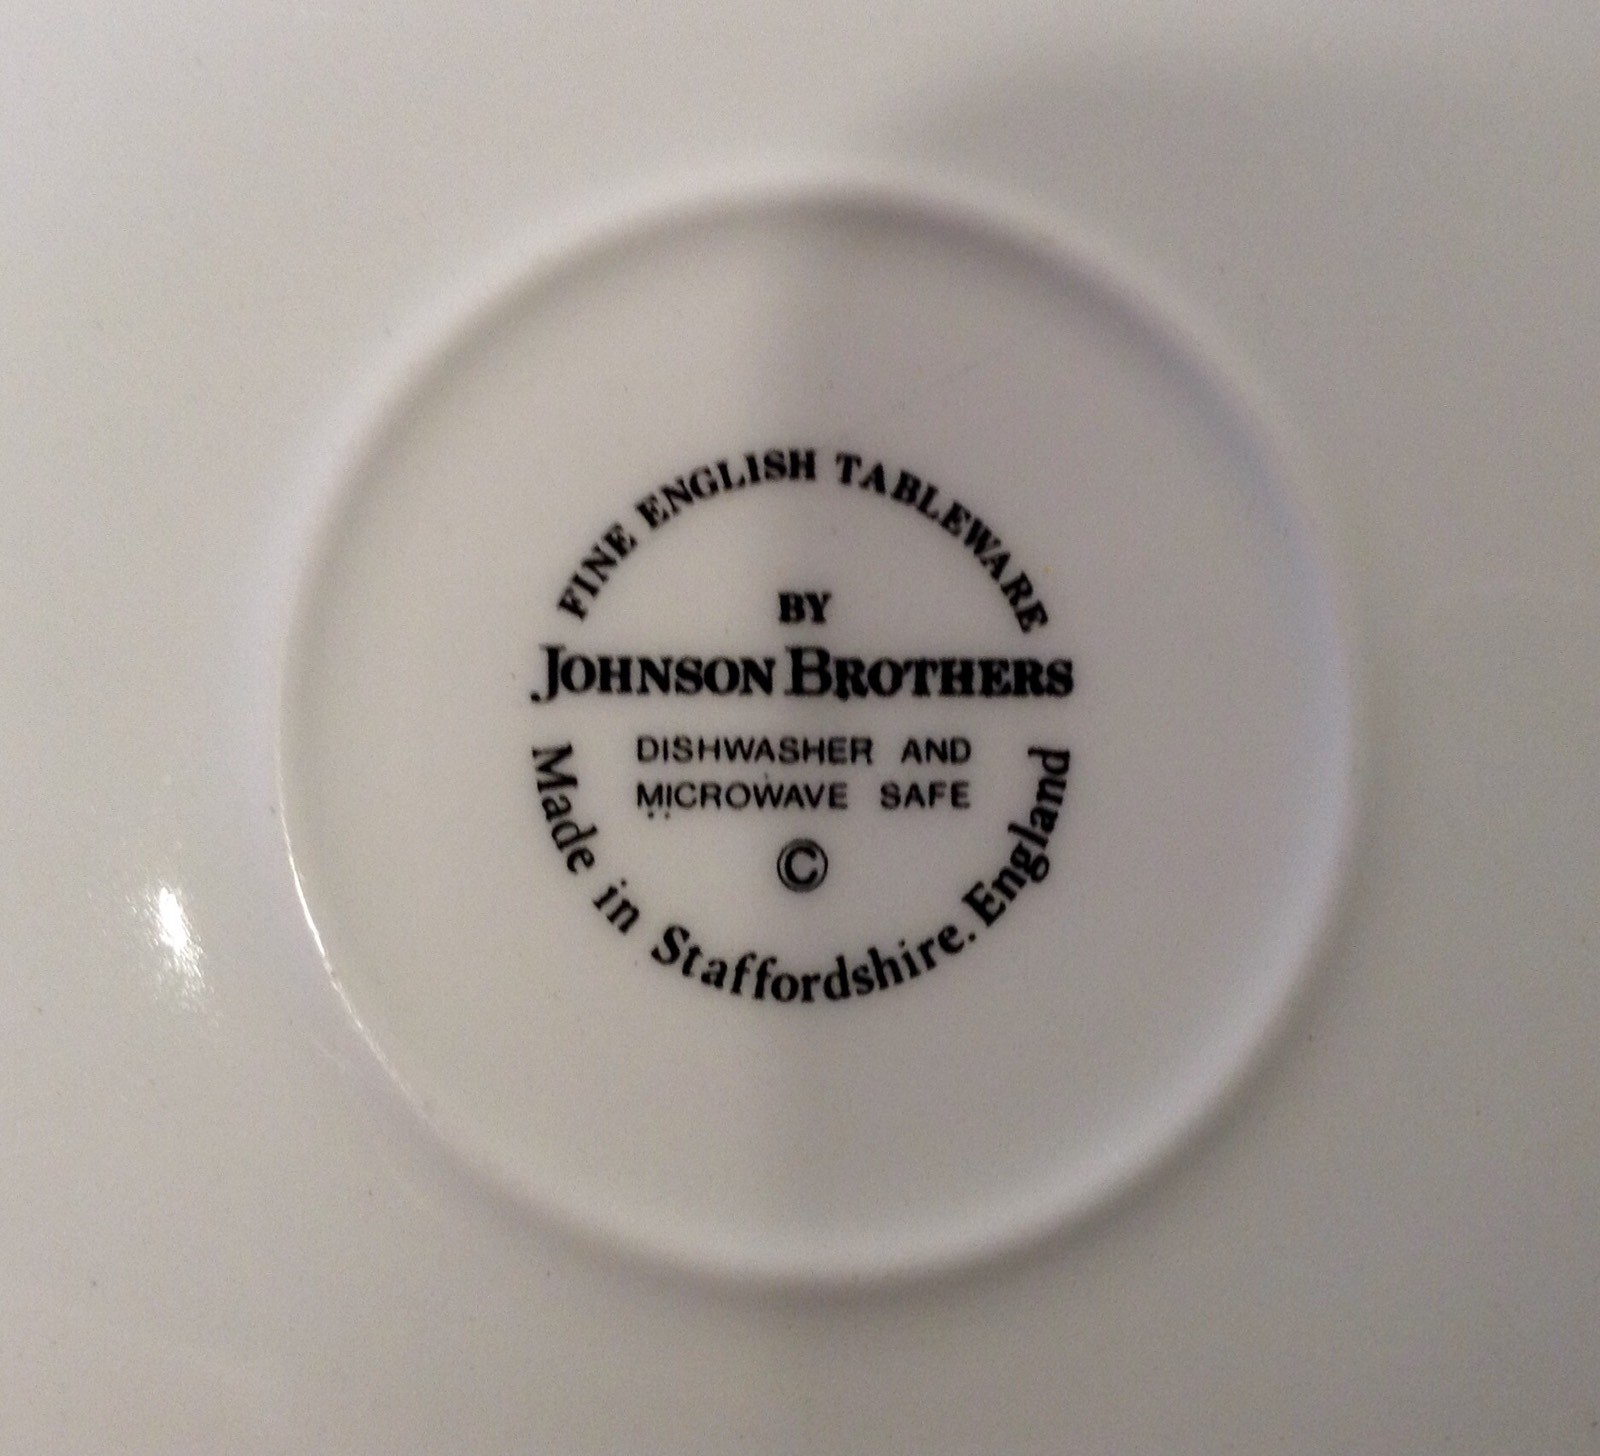 FINE ENGLISH TABLEWARE
BY
JOHNSON BROTHERS
DISHWASHER AND
MICROWAVE SAFE
©
Made in Staffordshire. England